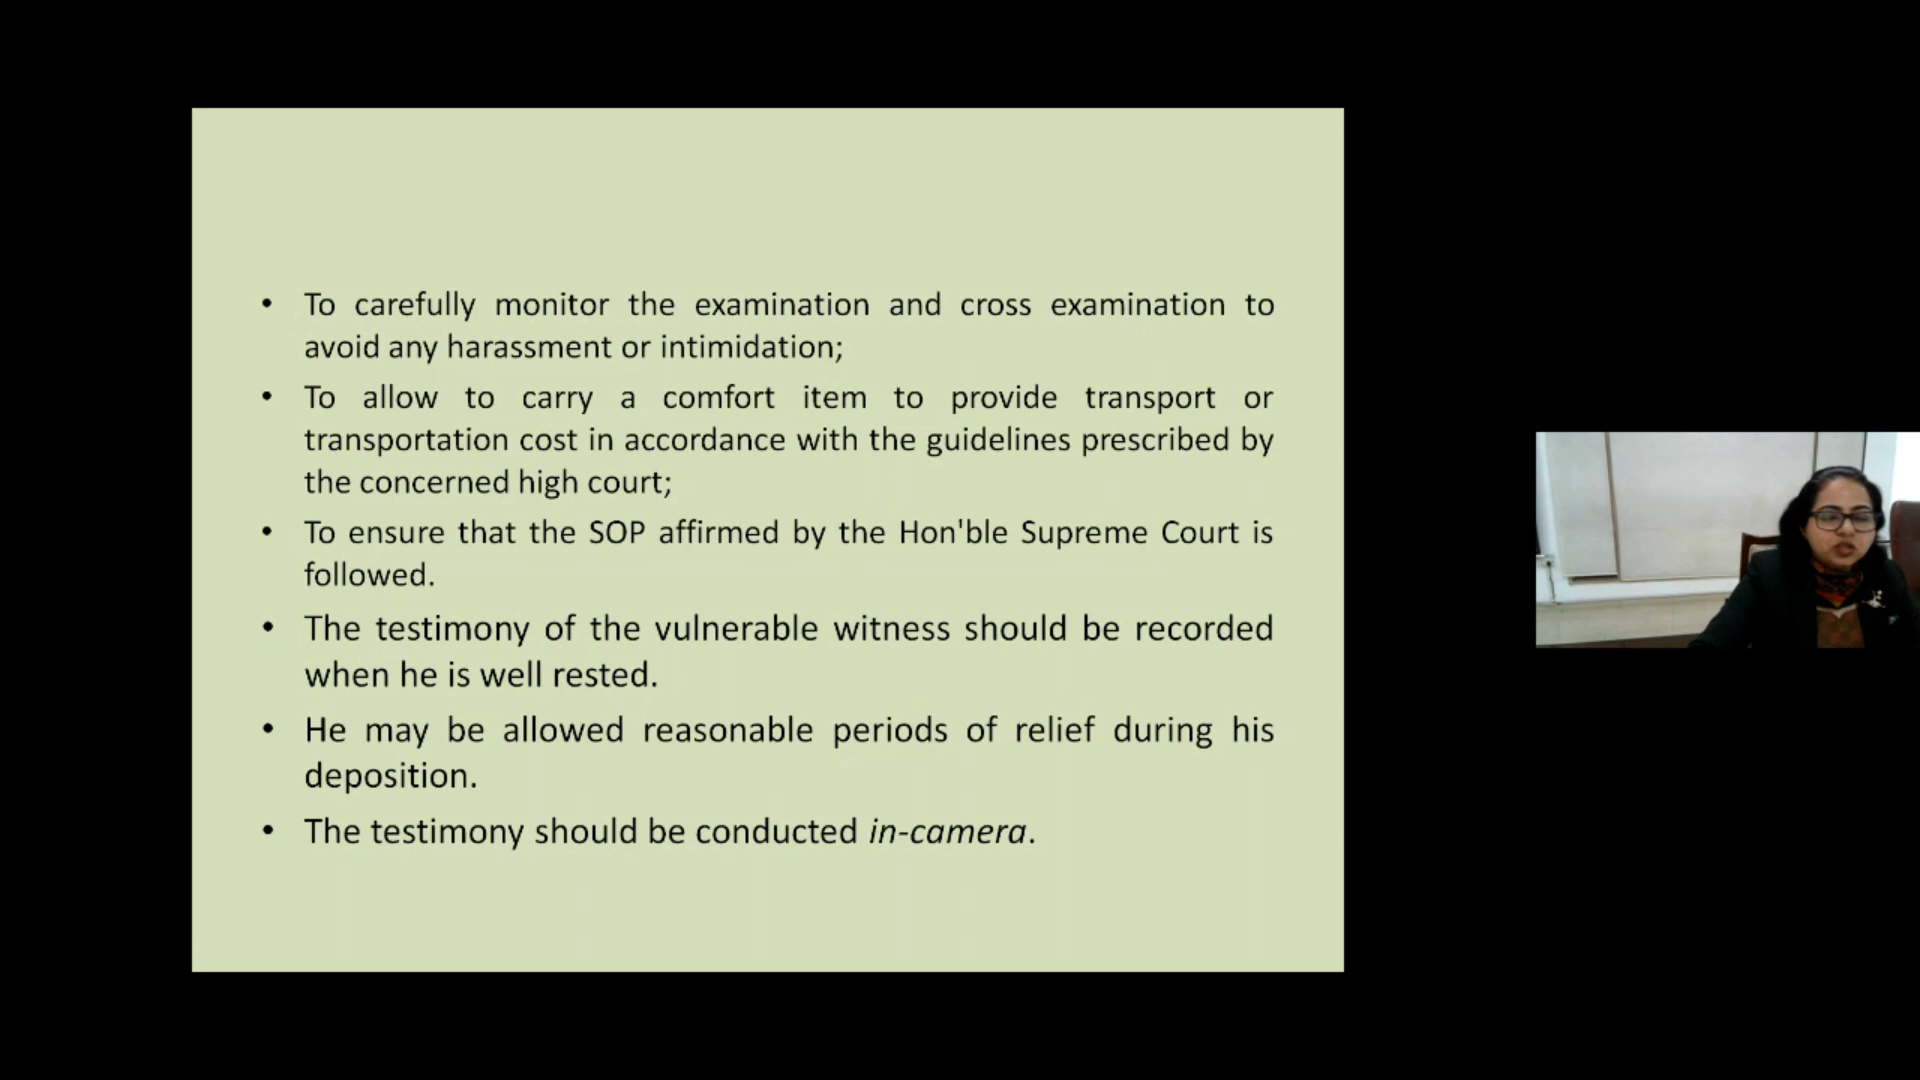 • To carefully monitor the examination and cross examination to
avoid any harassment or intimidation;
• To allow to carry a comfort item to provide transport or
transportation cost in accordance with the guidelines prescribed by
the concerned high court;
• To ensure that the SOP affirmed by the Hon'ble Supreme Court is
followed.
• The testimony of the vulnerable witness should be recorded
when he is well rested.
• He may be allowed reasonable periods of relief during his
deposition.
• The testimony should be conducted in-camera.